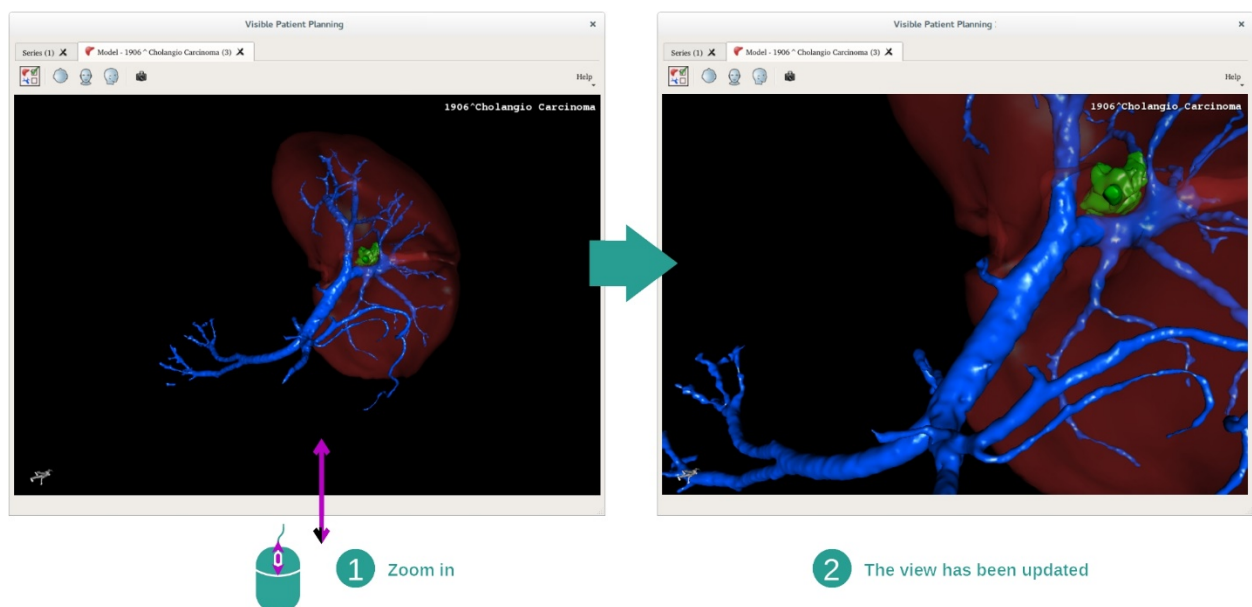 Visible Patient Planning
Series (1) Model - 1906 ^ Cholangio Carcinoma (3)
Help
1906^Cholangio Carcinoma
Visible Patient Planning
Series (1) Model - 1906 ^ Cholangio Carcinoma (3)
Help
1906^Cholangio Carcinoma
1 Zoom in
2 The view has been updated